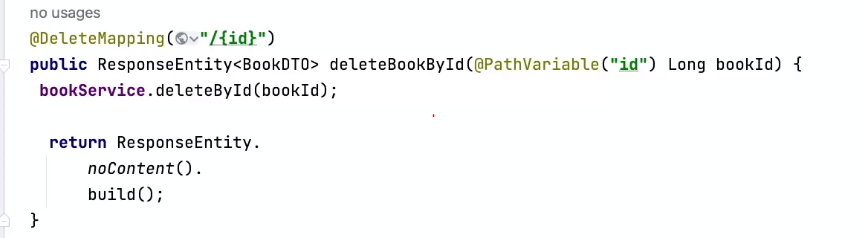 no usages
@DeleteMapping("/{id}")
public ResponseEntity<BookDTO> deleteBookById(@PathVariable("id") Long bookId) {
bookService.deleteById(bookId);
return ResponseEntity.
noContent().
build();
}